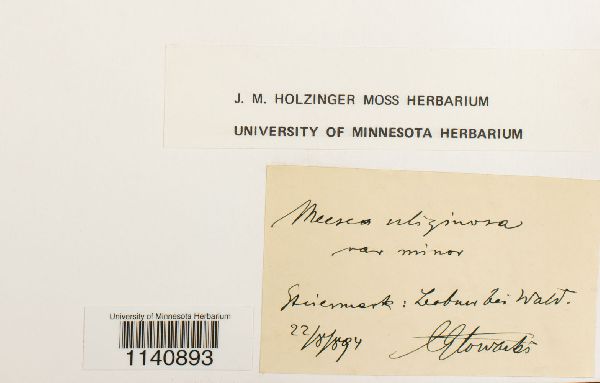 J. M. HOLZINGER MOSS HERBARIUM
UNIVERSITY OF MINNESOTA HERBARIUM
Meesea uliginosa
var minor
Steiermark: Leobner bei Wald.
22/8/894
University of Minnesota Herbarium
1140893